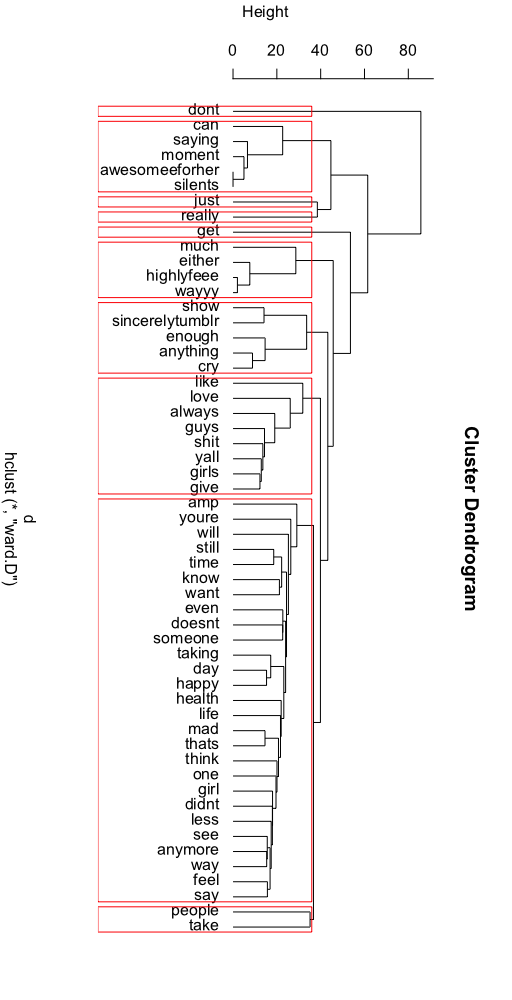 Height
0 20 40 60 80
dont
can
saying
moment
awesomeeforher
silents
just
really
get
much
either
highlyfeee
wayyy
show
sincerelytumblr
enough
anything
cry
like
love
always
guys
shit
yall
girls
give
amp
youre
will
still
time
know
want
even
doesnt
someone
taking
day
happy
health
life
mad
thats
think
one
girl
didnt
less
see
anymore
way
feel
say
people
take
Cluster Dendrogram
d
hclust (*, "ward.D")